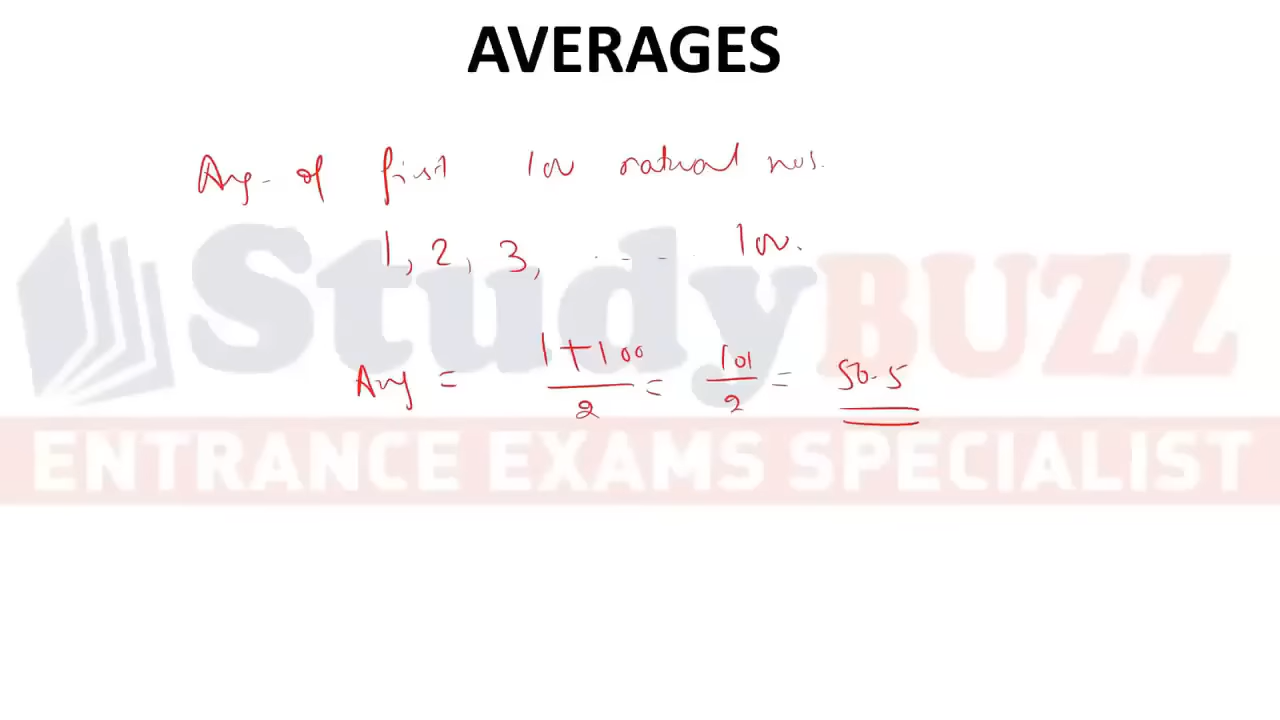 AVERAGES
Avg. of first 100 natural nos.
1, 2, 3, ..... 100.
Avg = 1+100/2 = 101/2 = 50.5
StudyBUZZ
ENTRANCE EXAMS SPECIALIST